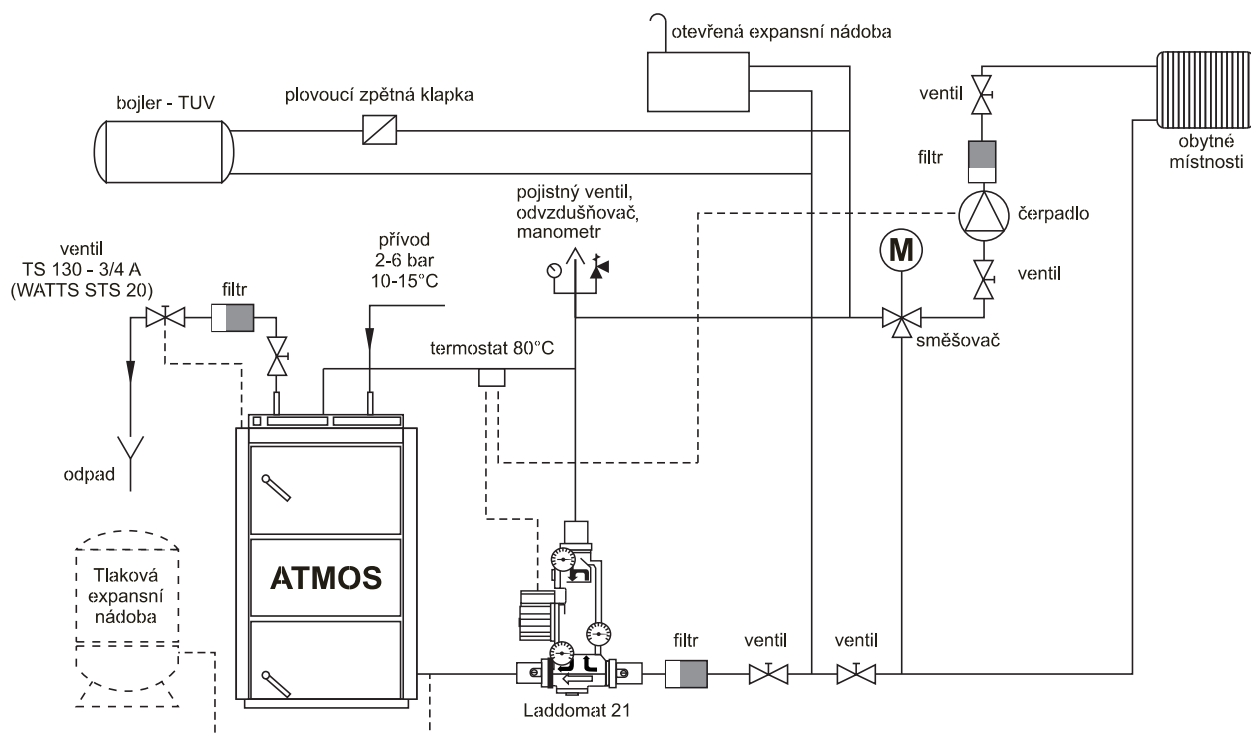 otevřená expansní nádoba
bojler - TUV
plovoucí zpětná klapka
ventil
filtr
obytné
místnosti
pojistný ventil,
odvzdušňovač,
manometr
čerpadlo
ventil
TS 130 - 3/4 A
(WATTS STS 20)
filtr
přívod
2-6 bar
10-15°C
M
ventil
termostat 80°C
směšovač
odpad
Tlaková
expansní
nádoba
ATMOS
filtr
ventil
ventil
Laddomat 21